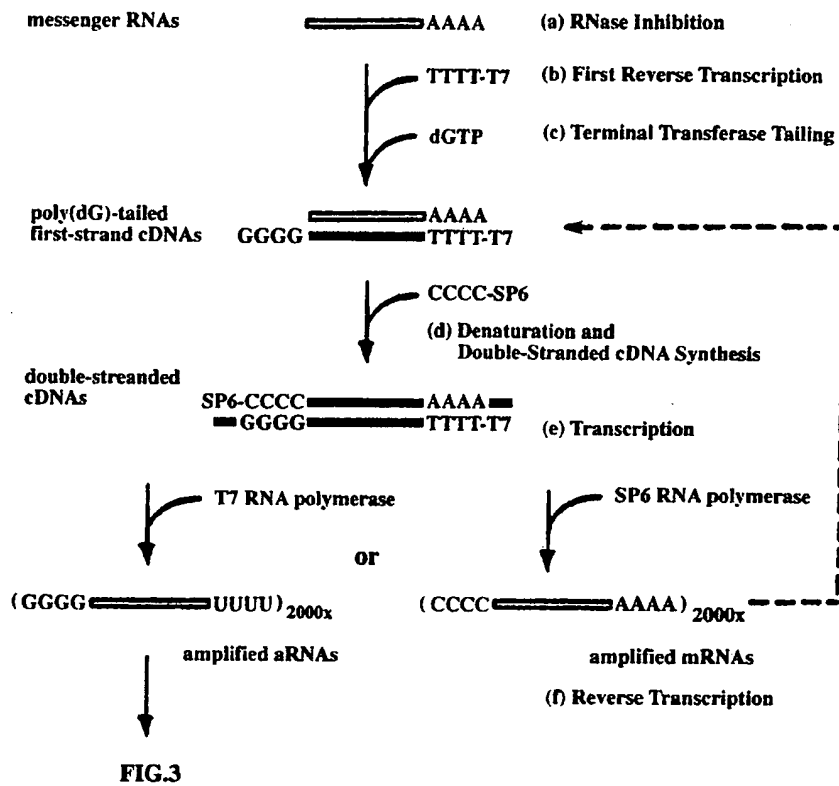 messenger RNAs
AAAA
(a) RNase Inhibition
TTTT-T7
(b) First Reverse Transcription
dGTP
(c) Terminal Transferase Tailing
poly(dG)-tailed
first-strand cDNAs
AAAA
GGGG
TTTT-T7
CCCC-SP6
(d) Denaturation and
Double-Stranded cDNA Synthesis
double-streanded
cDNAs
SP6-CCCC
AAAA
GGGG
TTTT-T7
(e) Transcription
T7 RNA polymerase
SP6 RNA polymerase
or
(GGGG UUUU)2000x
(CCCC AAAA)2000x
amplified aRNAs
amplified mRNAs
(f) Reverse Transcription
FIG.3